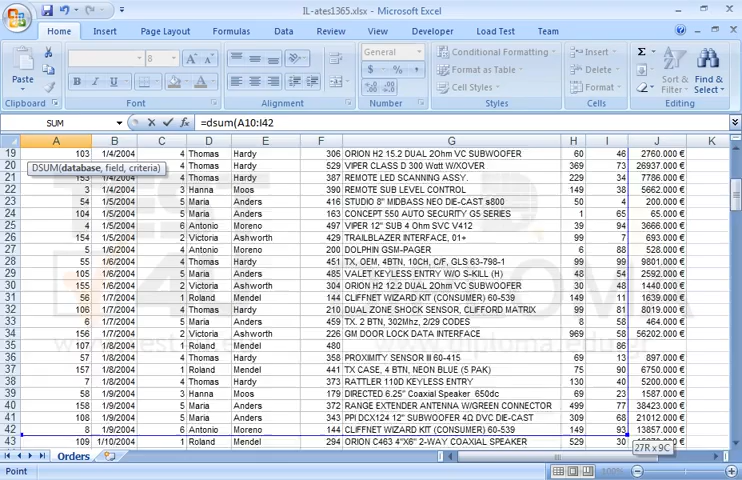 IL-ates1365.xlsx - Microsoft Excel
Home Insert Page Layout Formulas Data Review View Developer Load Test Team
Paste
B I U 8 A A
General
$ % ,
Conditional Formatting
Format as Table
Cell Styles
Insert
Delete
Format
Σ
Sort & Filter
Find & Select
Clipboard Font Alignment Number Styles Cells Editing
SUM =dsum(A10:I42
A B C D E F G H I J K
19 103 1/4/2004 4 Thomas Hardy 306 ORION H2 15.2 DUAL 2Ohm VC SUBWOOFER 60 46 2760.000 €
DSUM(database, field, criteria)
20 4 Thomas Hardy 529 VIPER CLASS D 300 Watt W/XOVER 369 73 26937.000 €
21 153 1/4/2004 4 Thomas Hardy 387 REMOTE LED SCANNING ASSY. 229 34 7786.000 €
22 3 1/4/2004 3 Hanna Moos 190 REMOTE SUB LEVEL CONTROL 149 38 5662.000 €
23 54 1/5/2004 5 Maria Anders 416 STUDIO 8" MIDBASS NEO DIE-CAST s800 50 4 200.000 €
24 104 1/5/2004 5 Maria Anders 163 CONCEPT 550 AUTO SECURITY G5 SERIES 1 65 65.000 €
25 4 1/5/2004 6 Antonio Moreno 497 VIPER 12" SUB 4 Ohm SVC V412 39 94 3666.000 €
26 154 1/5/2004 2 Victoria Ashworth 429 TRAILBLAZER INTERFACE, 01+ 99 7 693.000 €
27 5 1/6/2004 6 Antonio Moreno 200 DOLPHIN GSM-PAGER 6 88 528.000 €
28 55 1/6/2004 4 Thomas Hardy 451 TX, OEM, 4BTN, 10CH, C/F, GLS 63-798-1 99 99 9801.000 €
29 105 1/6/2004 5 Maria Anders 485 VALET KEYLESS ENTRY W/O S-KILL (H) 48 54 2592.000 €
30 155 1/6/2004 2 Victoria Ashworth 304 ORION H2 12.2 DUAL 2Ohm VC SUBWOOFER 48 30 1440.000 €
31 56 1/7/2004 1 Roland Mendel 144 CLIFFNET WIZARD KIT (CONSUMER) 60-539 149 11 1639.000 €
32 106 1/7/2004 4 Thomas Hardy 210 DUAL SHOCK SENSOR, CLIFFORD MATRIX 99 81 8019.000 €
33 6 1/7/2004 5 Maria Anders 459 TX. 2 BTN, 302Mhz, 2/29 CODES 8 58 464.000 €
34 156 1/7/2004 2 Victoria Ashworth 226 GM DOOR LOCK DATA INTERFACE 969 58 56202.000 €
35 107 1/8/2004 1 Roland Mendel 480 86
36 57 1/8/2004 4 Thomas Hardy 358 PROXIMITY SENSOR III 60-415 69 13 897.000 €
37 157 1/8/2004 1 Roland Mendel 441 TX CASE, 4 BTN, NEON BLUE (5 PAK) 75 90 6750.000 €
38 7 1/8/2004 4 Thomas Hardy 373 RATTLER 110D KEYLESS ENTRY 130 40 5200.000 €
39 58 1/9/2004 3 Hanna Moos 179 DIRECTED 6.25" Coaxial Speaker 650dc 69 23 1587.000 €
40 158 1/9/2004 5 Maria Anders 372 RANGE EXTENDER ANTENNA W/GREEN CONNECTOR 499 77 38423.000 €
41 108 1/9/2004 5 Maria Anders 343 PPI DCX124 12" SUBWOOFER 4Ω DVC DIE-CAST 309 68 21012.000 €
42 8 1/9/2004 6 Antonio Moreno 144 CLIFFNET WIZARD KIT (CONSUMER) 60-539 149 93 13857.000 €
43 109 1/10/2004 1 Roland Mendel 294 ORION C463 4"X6" 2-WAY COAXIAL SPEAKER 529 30
27R x 9C
Orders
Point 100%